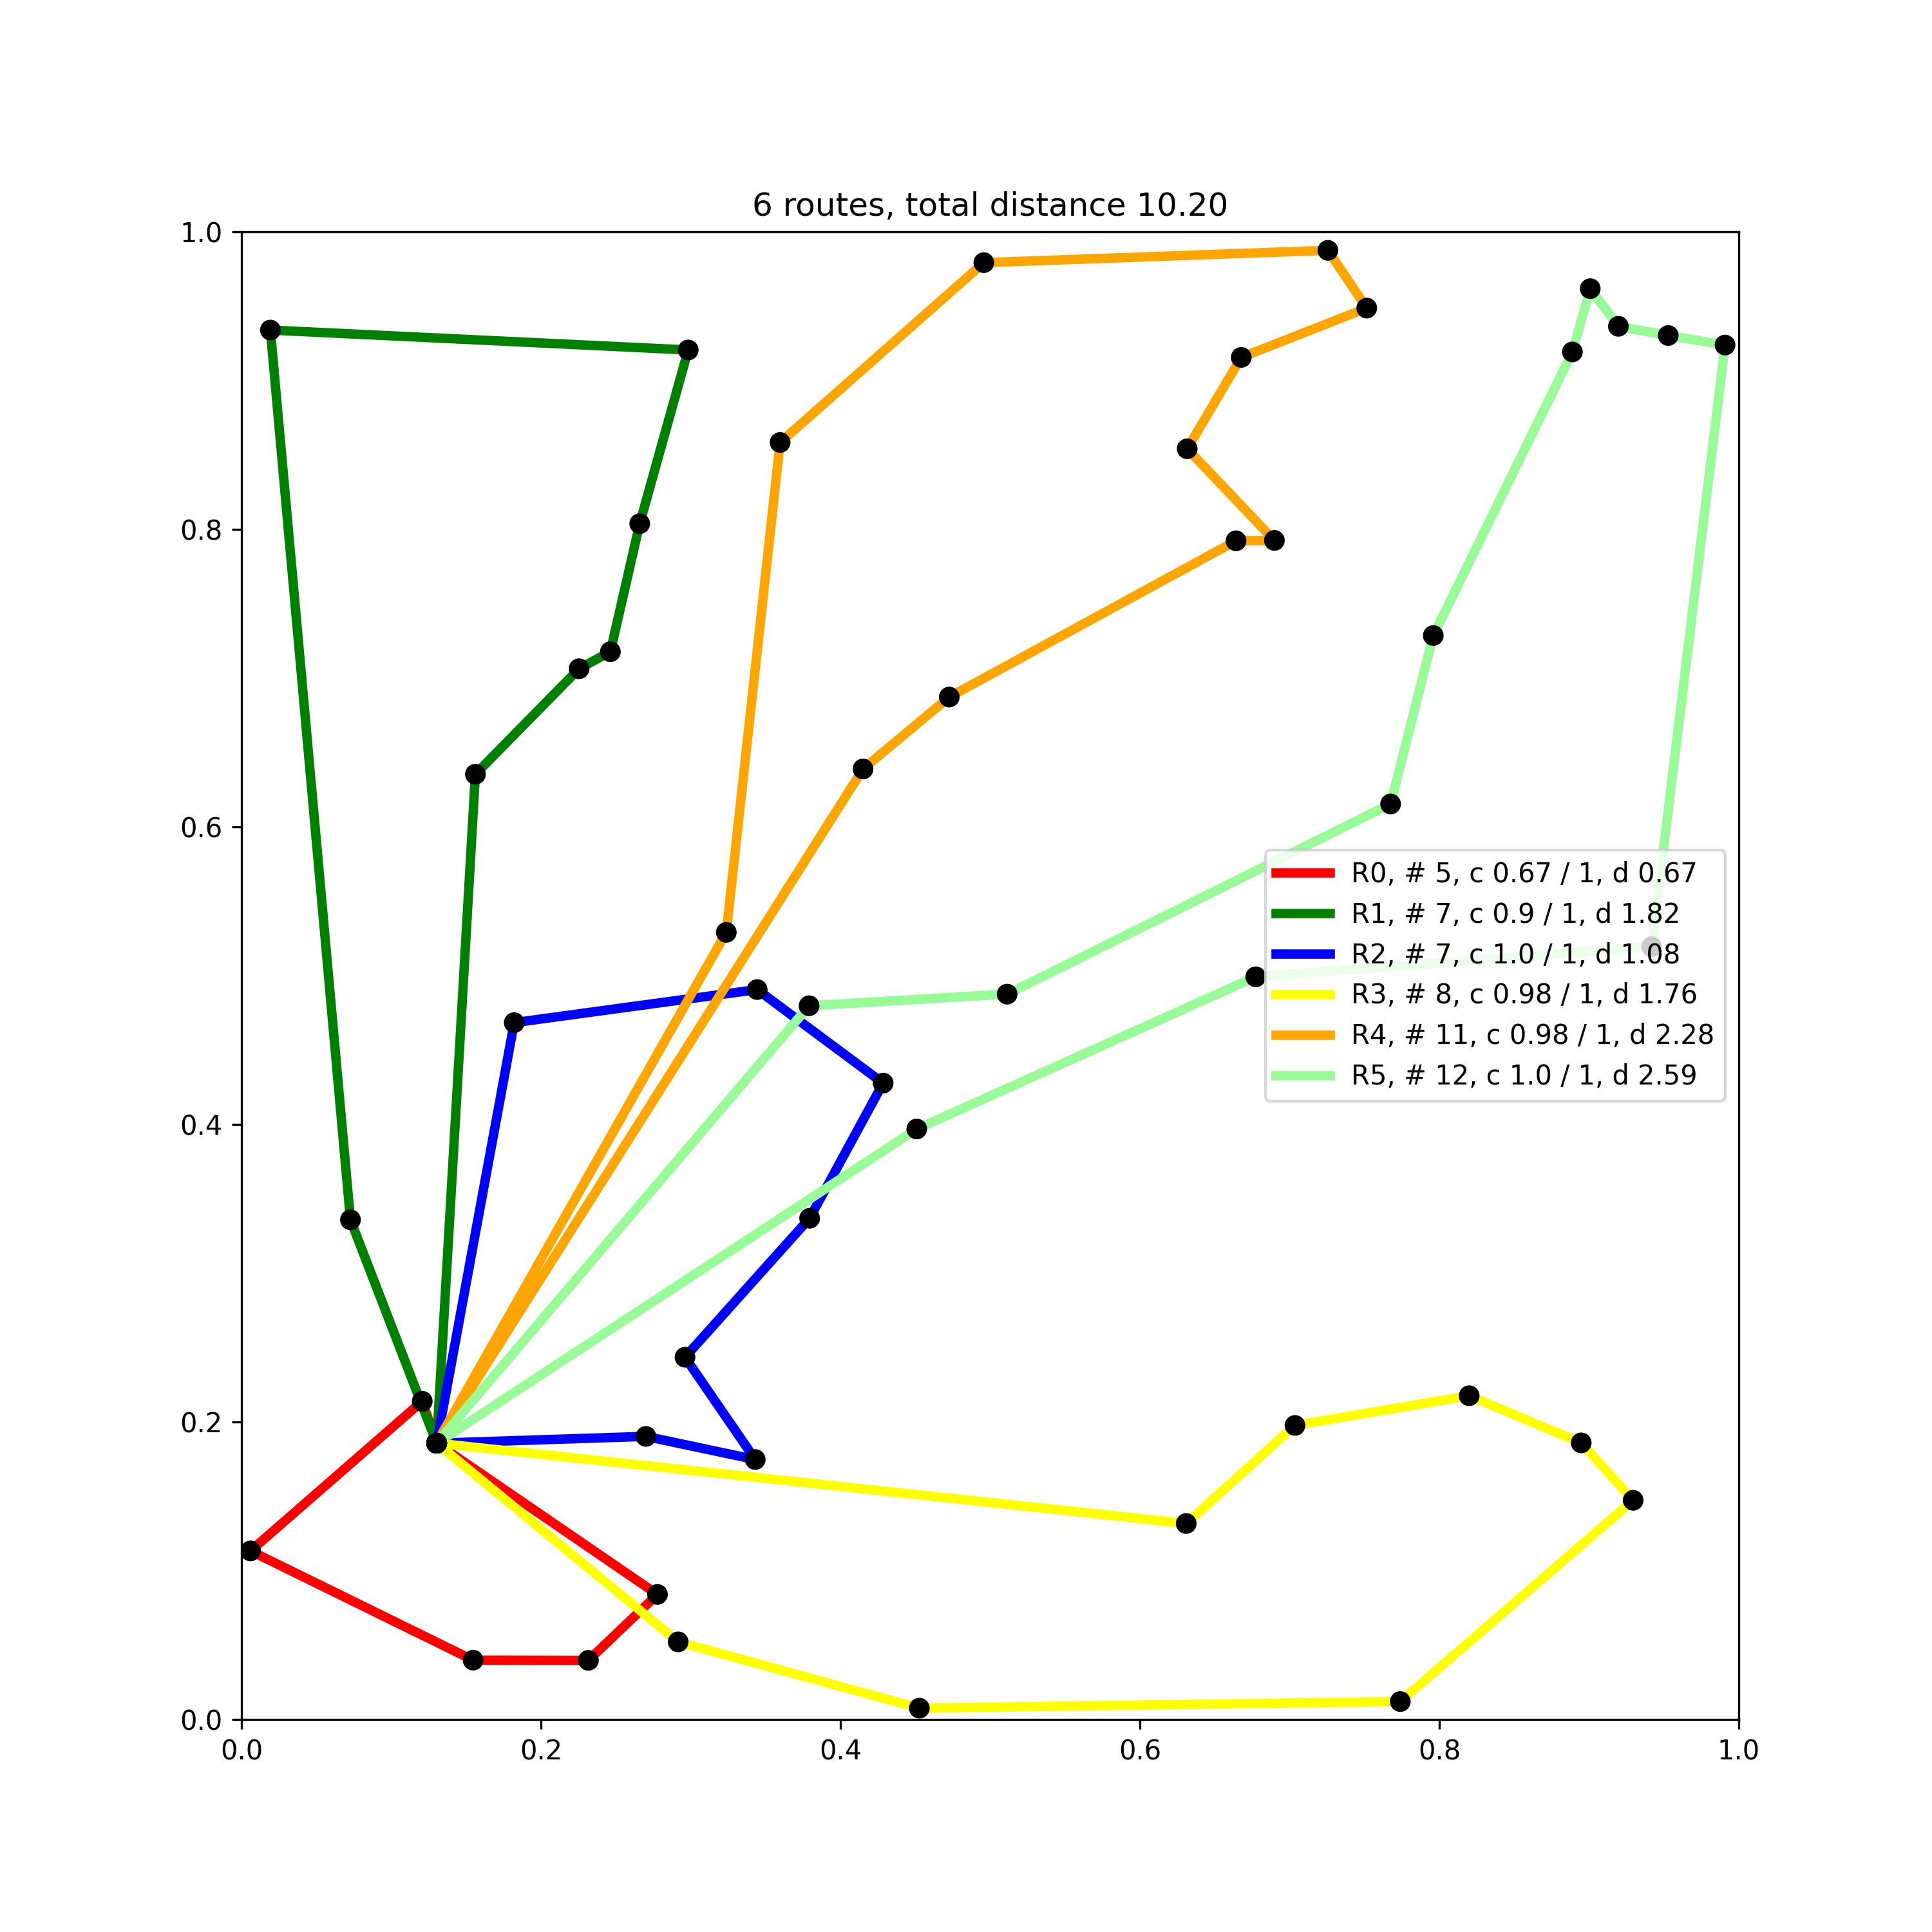 6 routes, total distance 10.20
1.0
0.8
0.6
0.4
0.2
0.0
R0, # 5, c 0.67 / 1, d 0.67
R1, # 7, c 0.9 / 1, d 1.82
R2, # 7, c 1.0 / 1, d 1.08
R3, # 8, c 0.98 / 1, d 1.76
R4, # 11, c 0.98 / 1, d 2.28
R5, # 12, c 1.0 / 1, d 2.59
0.0 0.2 0.4 0.6 0.8 1.0